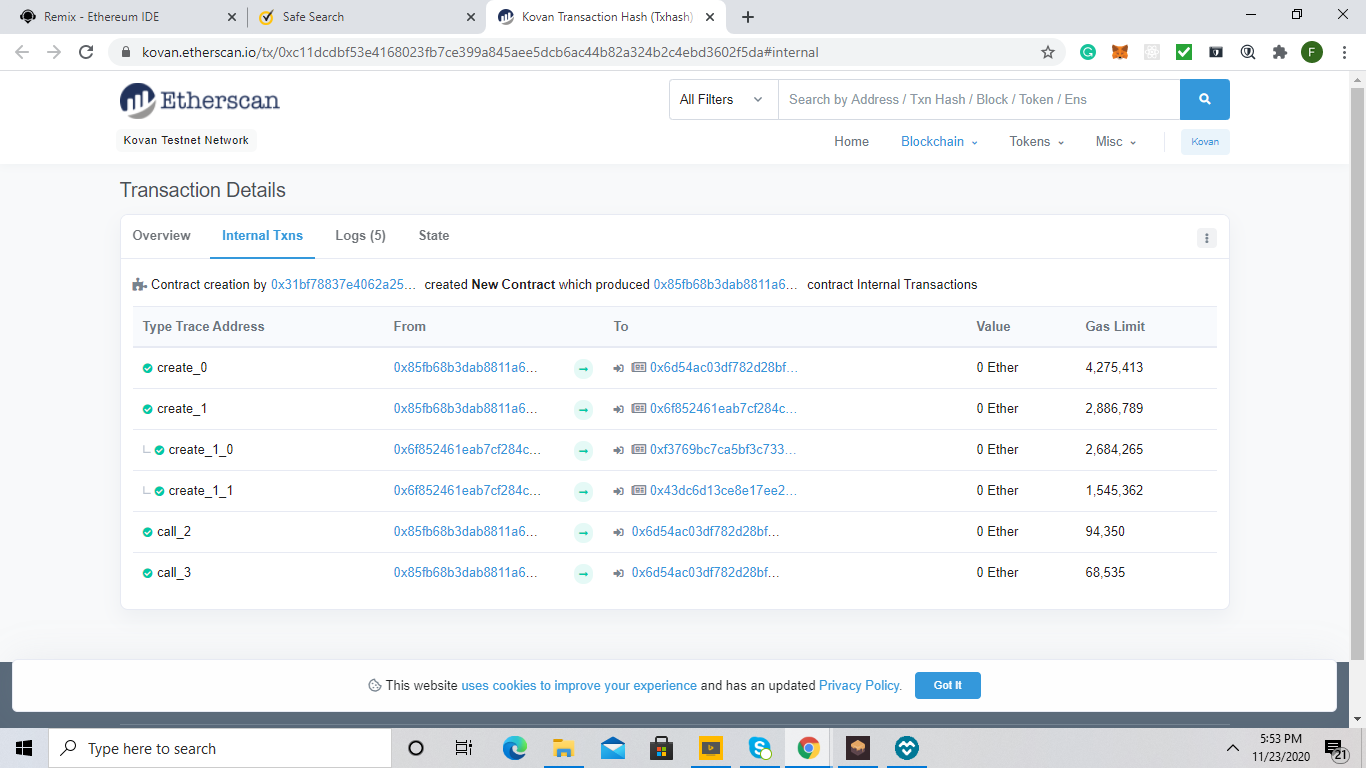 Remix - Ethereum IDE
Safe Search
Kovan Transaction Hash (Txhash)
kovan.etherscan.io/tx/0xc11dcdbf53e4168023fb7ce399a845aee5dcb6ac44b82a324b2c4ebd3602f5da#internal
F
Etherscan
All Filters
Search by Address / Txn Hash / Block / Token / Ens
Kovan Testnet Network
Home Blockchain Tokens Misc Kovan
Transaction Details
Overview Internal Txns Logs (5) State
Contract creation by 0x31bf78837e4062a25... created New Contract which produced 0x85fb68b3dab8811a6... contract Internal Transactions
Type Trace Address From To Value Gas Limit
create_0 0x85fb68b3dab8811a6... 0x6d54ac03df782d28bf... 0 Ether 4,275,413
create_1 0x85fb68b3dab8811a6... 0x6f852461eab7cf284c... 0 Ether 2,886,789
create_1_0 0x6f852461eab7cf284c... 0xf3769bc7ca5bf3c733... 0 Ether 2,684,265
create_1_1 0x6f852461eab7cf284c... 0x43dc6d13ce8e17ee2... 0 Ether 1,545,362
call_2 0x85fb68b3dab8811a6... 0x6d54ac03df782d28bf... 0 Ether 94,350
call_3 0x85fb68b3dab8811a6... 0x6d54ac03df782d28bf... 0 Ether 68,535
This website uses cookies to improve your experience and has an updated Privacy Policy.
Got It
Type here to search
5:53 PM
11/23/2020
21